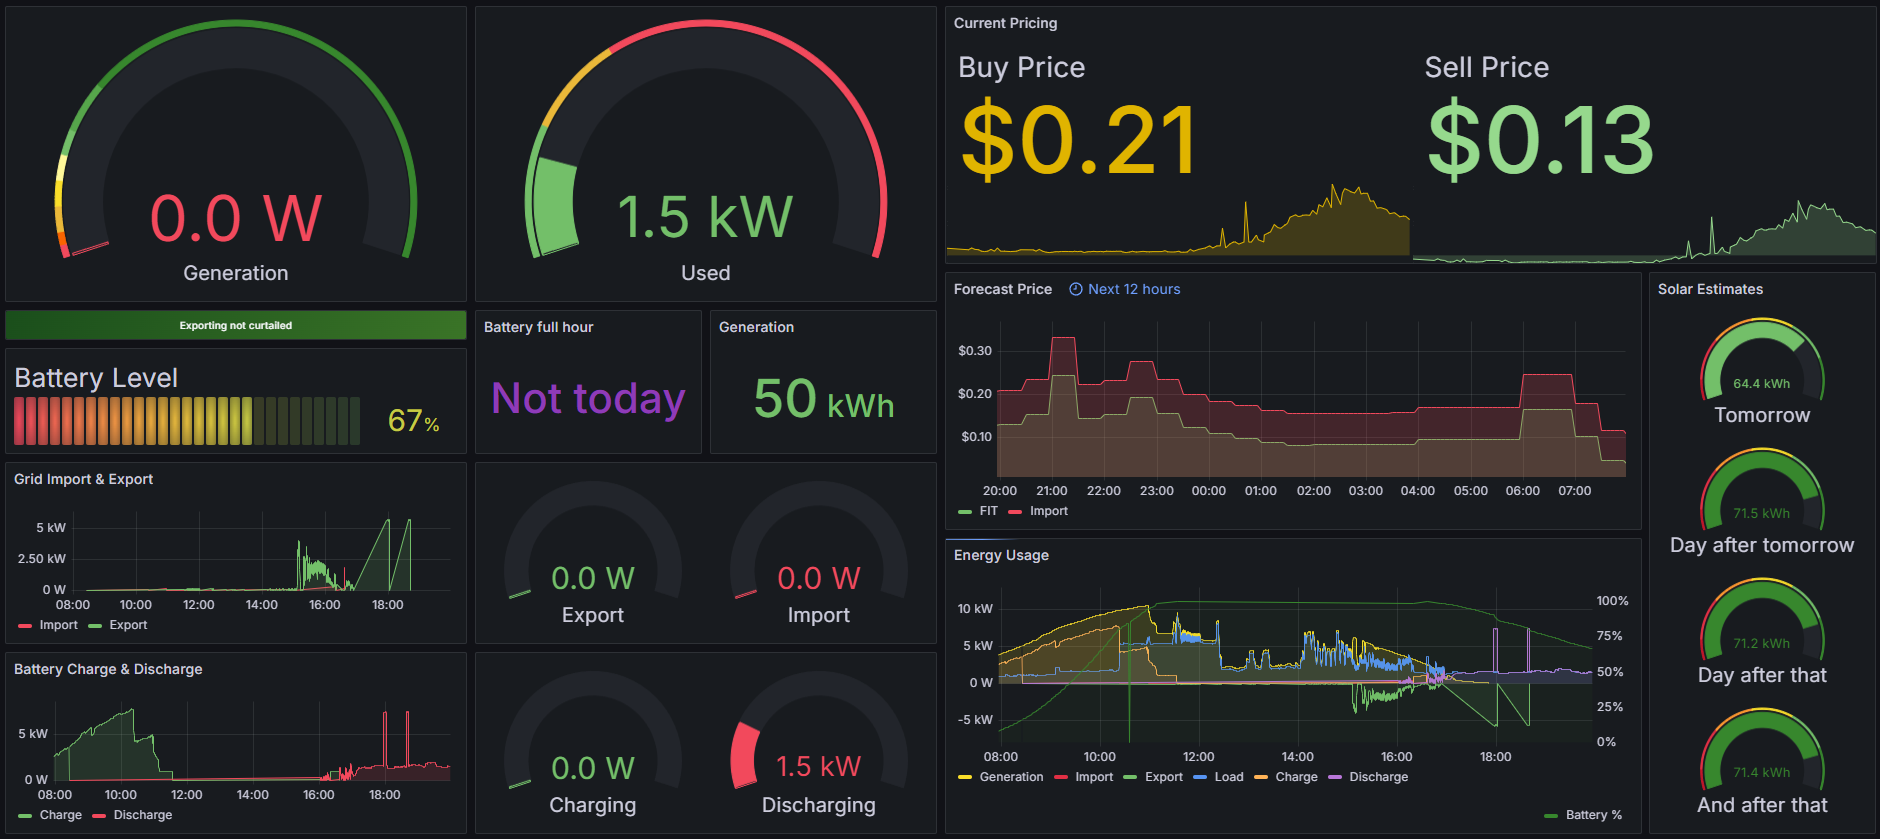 0.0 W
Generation
1.5 kW
Used
Current Pricing
Buy Price
$0.21
Sell Price
$0.13
Exporting not curtailed
Battery Level
67%
Battery full hour
Not today
Generation
50 kWh
Forecast Price
Next 12 hours
$0.30
$0.20
$0.10
20:00 21:00 22:00 23:00 00:00 01:00 02:00 03:00 04:00 05:00 06:00 07:00
FIT Import
Solar Estimates
64.4 kWh
Tomorrow
71.5 kWh
Day after tomorrow
71.2 kWh
Day after that
71.4 kWh
And after that
Grid Import & Export
5 kW
2.50 kW
0 W
08:00 10:00 12:00 14:00 16:00 18:00
Import Export
0.0 W
Export
0.0 W
Import
Battery Charge & Discharge
5 kW
0 W
08:00 10:00 12:00 14:00 16:00 18:00
Charge Discharge
0.0 W
Charging
1.5 kW
Discharging
Energy Usage
10 kW
5 kW
0 W
-5 kW
100%
75%
50%
25%
0%
08:00 10:00 12:00 14:00 16:00 18:00
Generation Import Export Load Charge Discharge
Battery %